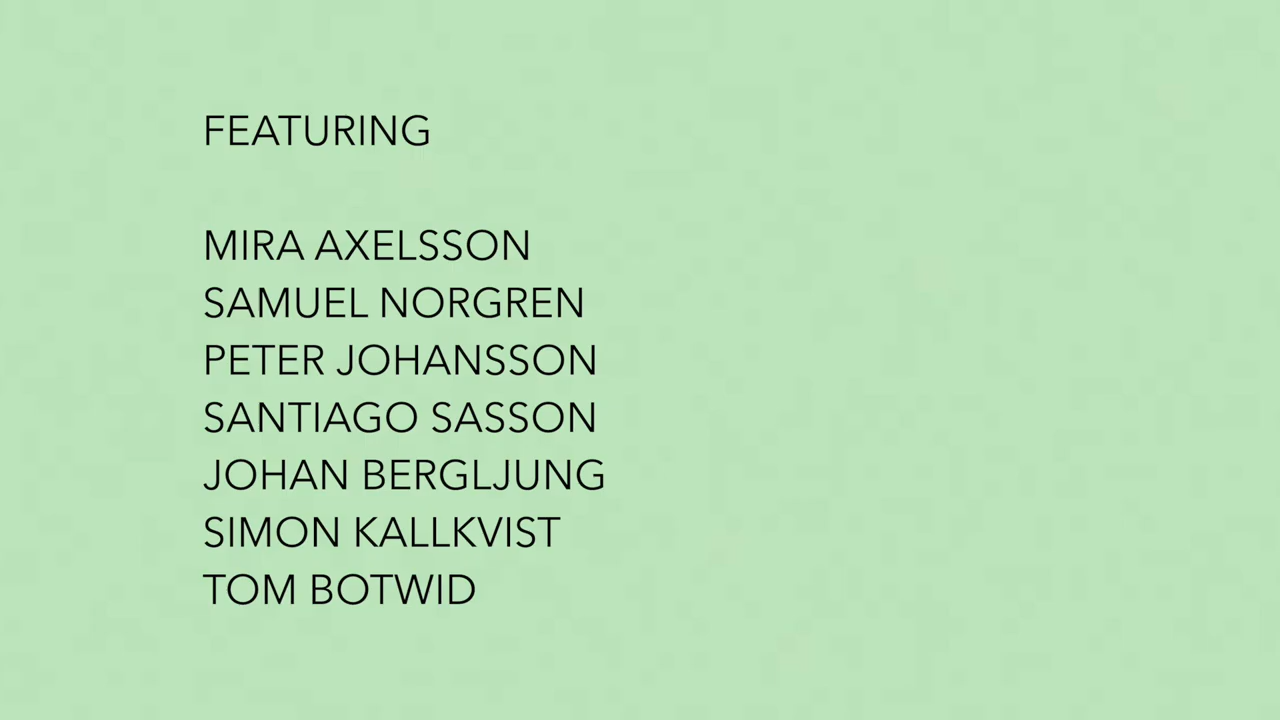 FEATURING
MIRA AXELSSON
SAMUEL NORGREN
PETER JOHANSSON
SANTIAGO SASSON
JOHAN BERGLJUNG
SIMON KALLKVIST
TOM BOTWID